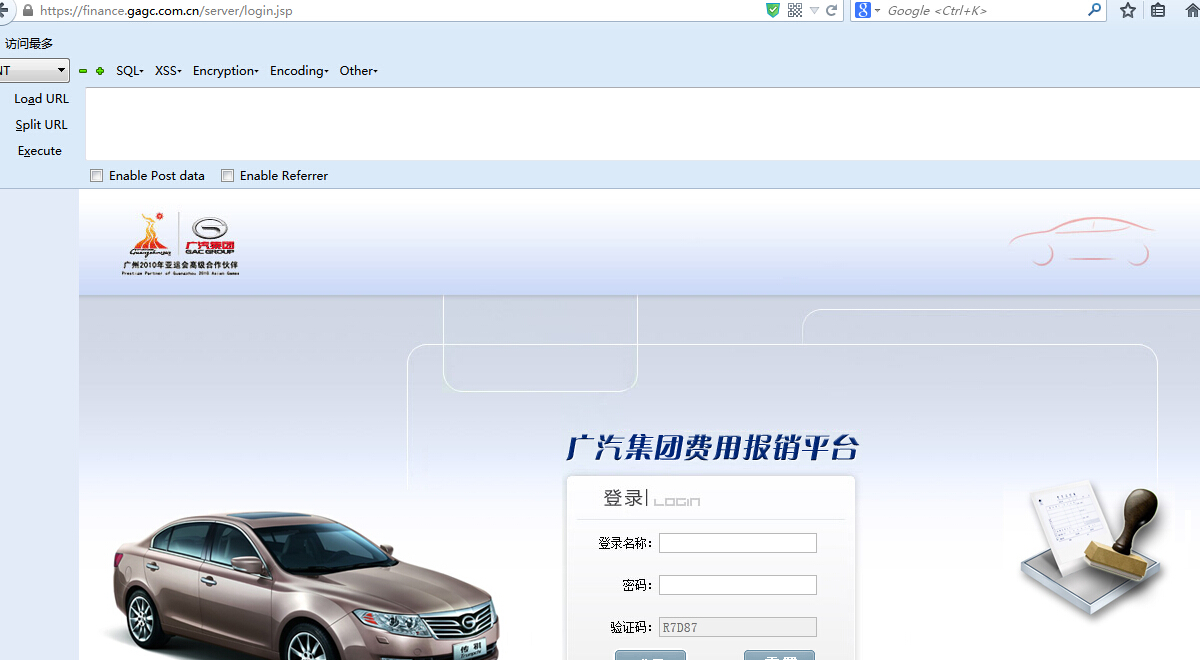 https://finance.gagc.com.cn/server/login.jsp
Google <Ctrl+K>
访问最多
NT
SQL
XSS
Encryption
Encoding
Other
Load URL
Split URL
Execute
Enable Post data
Enable Referrer
广汽集团
GAC GROUP
广州2010年亚运会高级合作伙伴
Prestige Partner of Guangzhou 2010 Asian Games
广汽集团费用报销平台
登录 LOGIN
登录名称:
密码:
验证码: R7D87
传祺